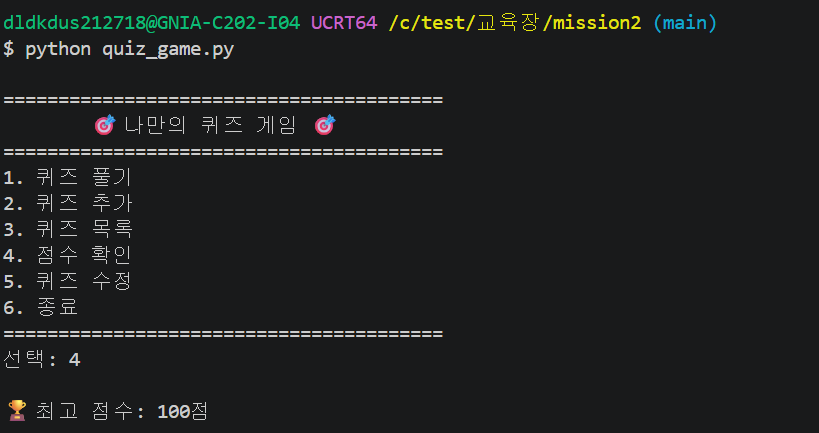 dldkdus212718@GNIA-C202-I04 UCRT64 /c/test/교육장/mission2 (main)
$ python quiz_game.py
========================================
🎯 나만의 퀴즈 게임 🎯
========================================
1. 퀴즈 풀기
2. 퀴즈 추가
3. 퀴즈 목록
4. 점수 확인
5. 퀴즈 수정
6. 종료
========================================
선택: 4
🏆 최고 점수: 100점